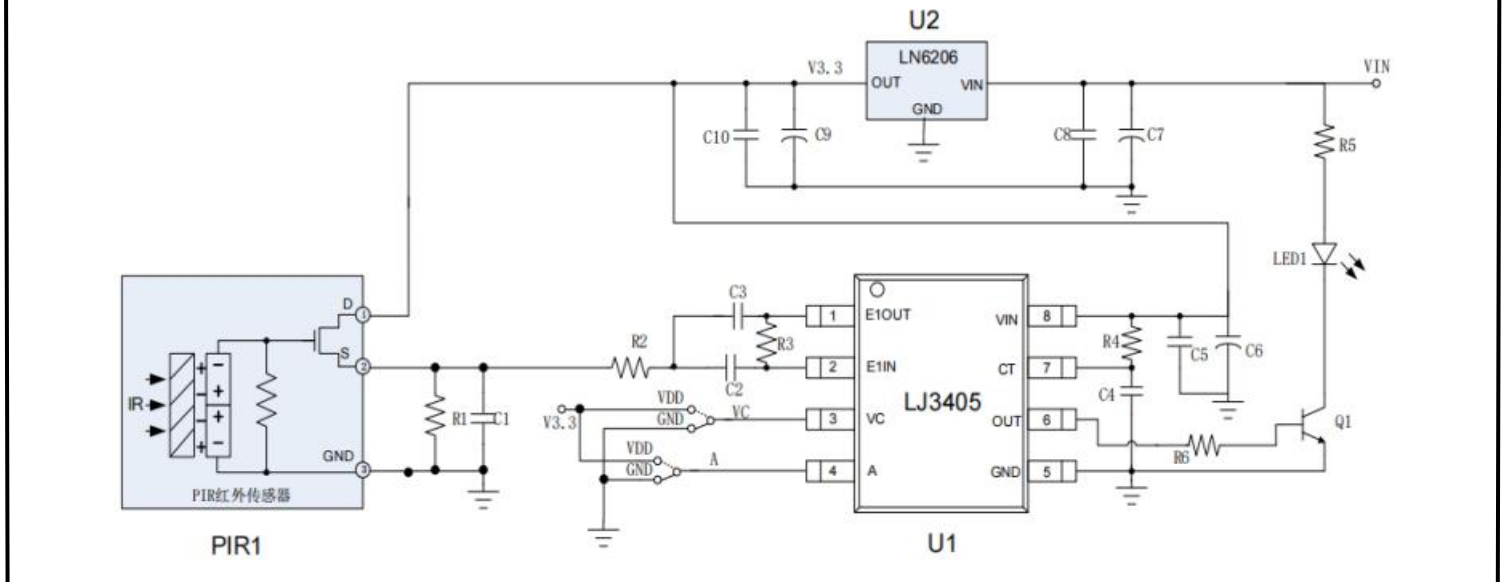 U2
LN6206
V3.3
OUT
VIN
GND
VIN
C10
C9
C8
C7
R5
LED1
D
1
S
2
IR
+ −
− +
− +
+ −
GND
3
PIR红外传感器
PIR1
R1
C1
R2
C3
C2
R3
1
E1OUT
2
E1IN
3
VC
4
A
LJ3405
VIN
8
CT
7
OUT
6
GND
5
U1
V3.3
VDD
GND
VC
VDD
GND
A
R4
C4
C5
C6
R6
Q1